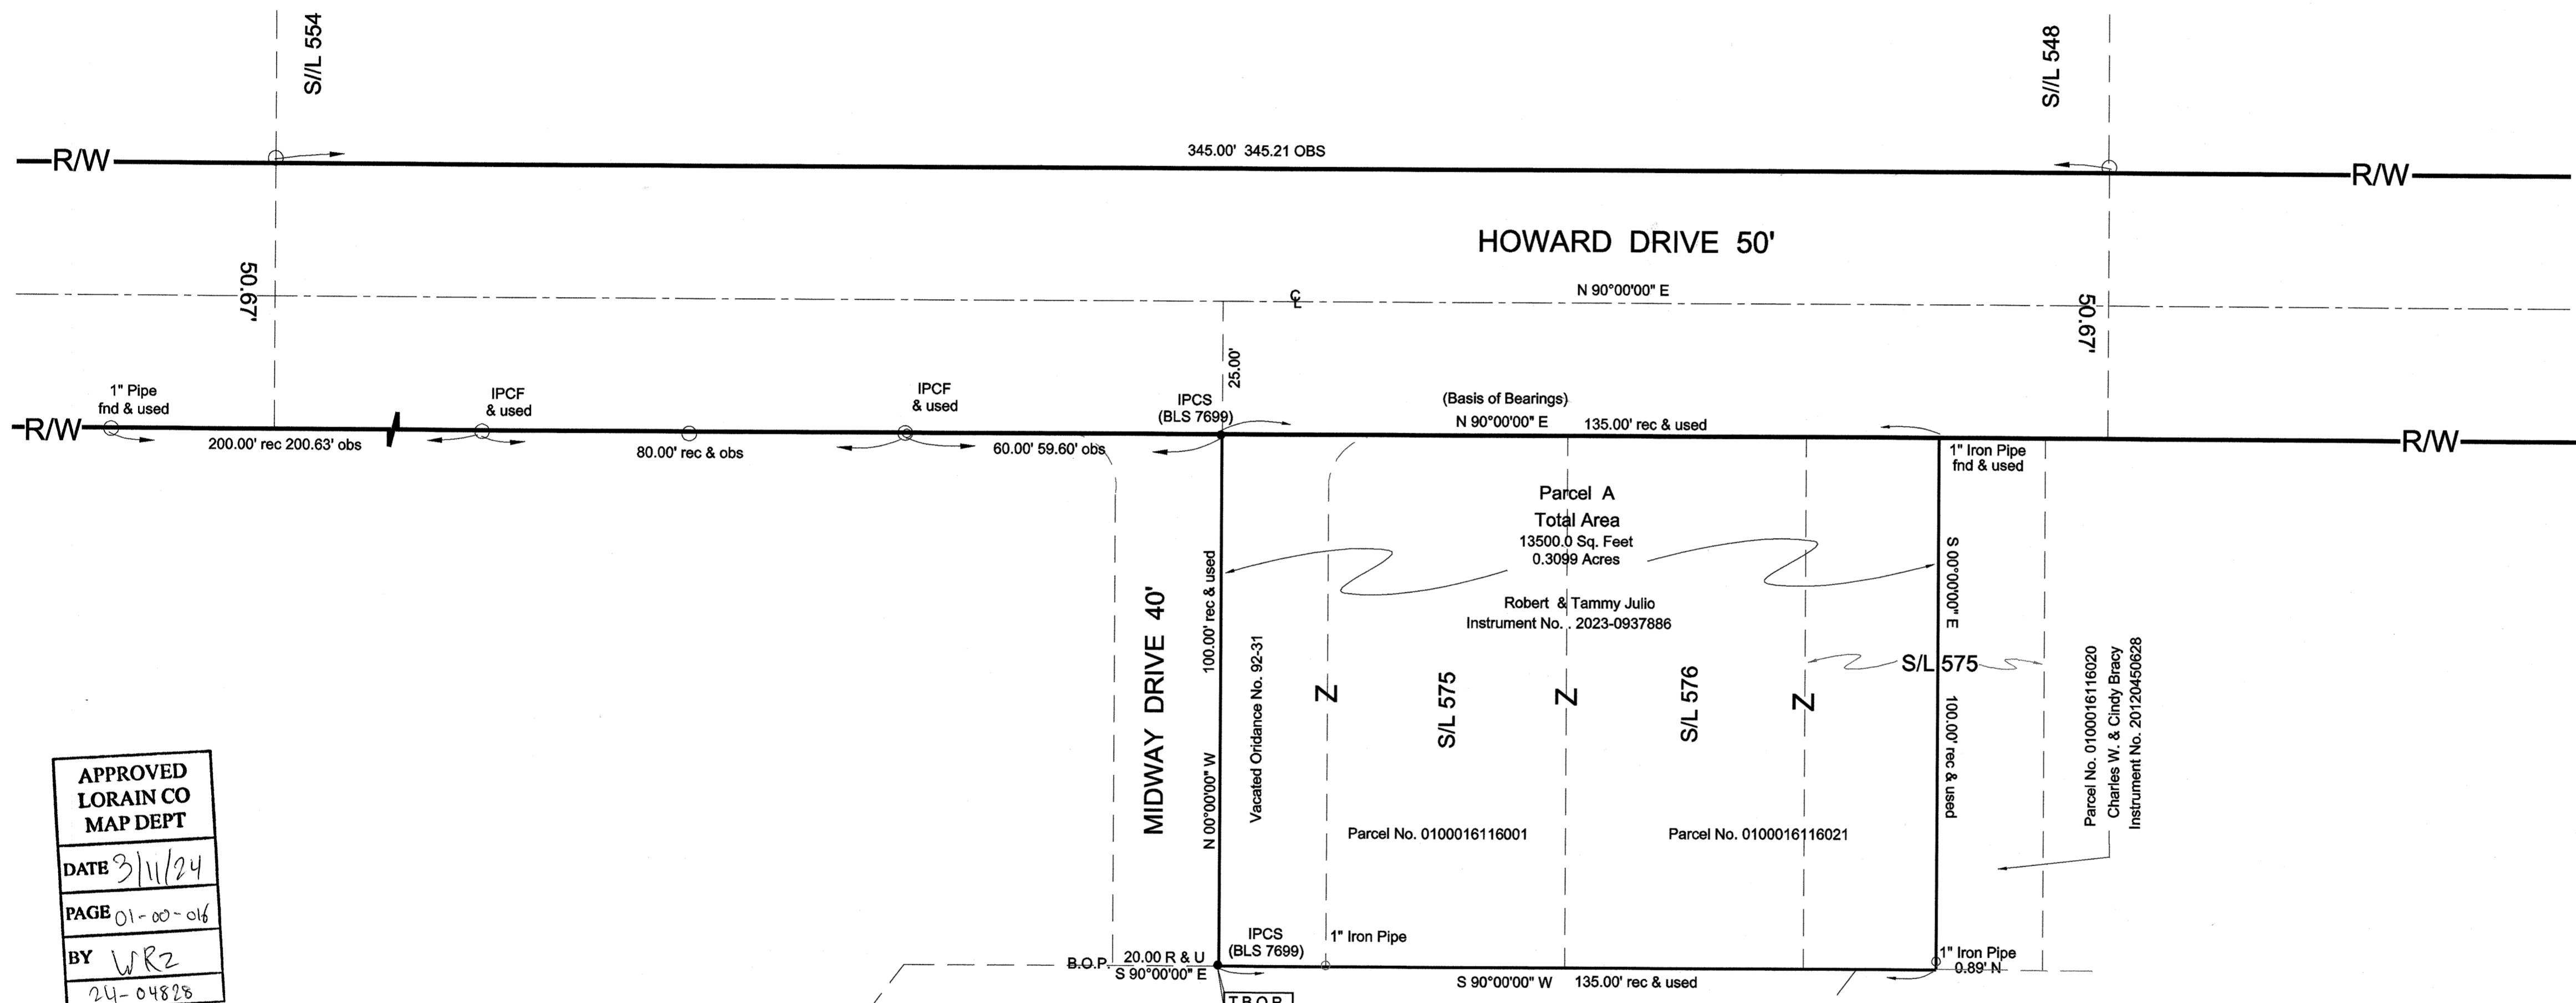 S//L 554
S//L 548
R/W
345.00' 345.21 OBS
R/W
HOWARD DRIVE 50'
50.67'
N 90°00'00" E
℄
50.67'
25.00'
1" Pipe
fnd & used
IPCF
& used
IPCF
& used
IPCS
(BLS 7699)
(Basis of Bearings)
N 90°00'00" E
135.00' rec & used
R/W
200.00' rec 200.63' obs
80.00' rec & obs
60.00' 59.60' obs
1" Iron Pipe
fnd & used
R/W
Parcel A
Total Area
13500.0 Sq. Feet
0.3099 Acres
Robert & Tammy Julio
Instrument No. . 2023-0937886
MIDWAY DRIVE 40'
100.00' rec & used
N 00°00'00" W
Vacated Oridance No. 92-31
Z
S/L 575
Z
S/L 576
Z
S/L 575
S 00°00'00" E
100.00' rec & used
Parcel No. 0100016116020
Charles W. & Cindy Bracy
Instrument No. 20120450628
Parcel No. 0100016116001
Parcel No. 0100016116021
APPROVED
LORAIN CO
MAP DEPT
DATE 3/11/24
PAGE 01-00-016
BY WRZ
24-04828
IPCS
(BLS 7699)
1" Iron Pipe
B.O.P.
20.00 R & U
S 90°00'00" E
1" Iron Pipe
0.89' N
S 90°00'00" W
135.00' rec & used
T.B.O.P.